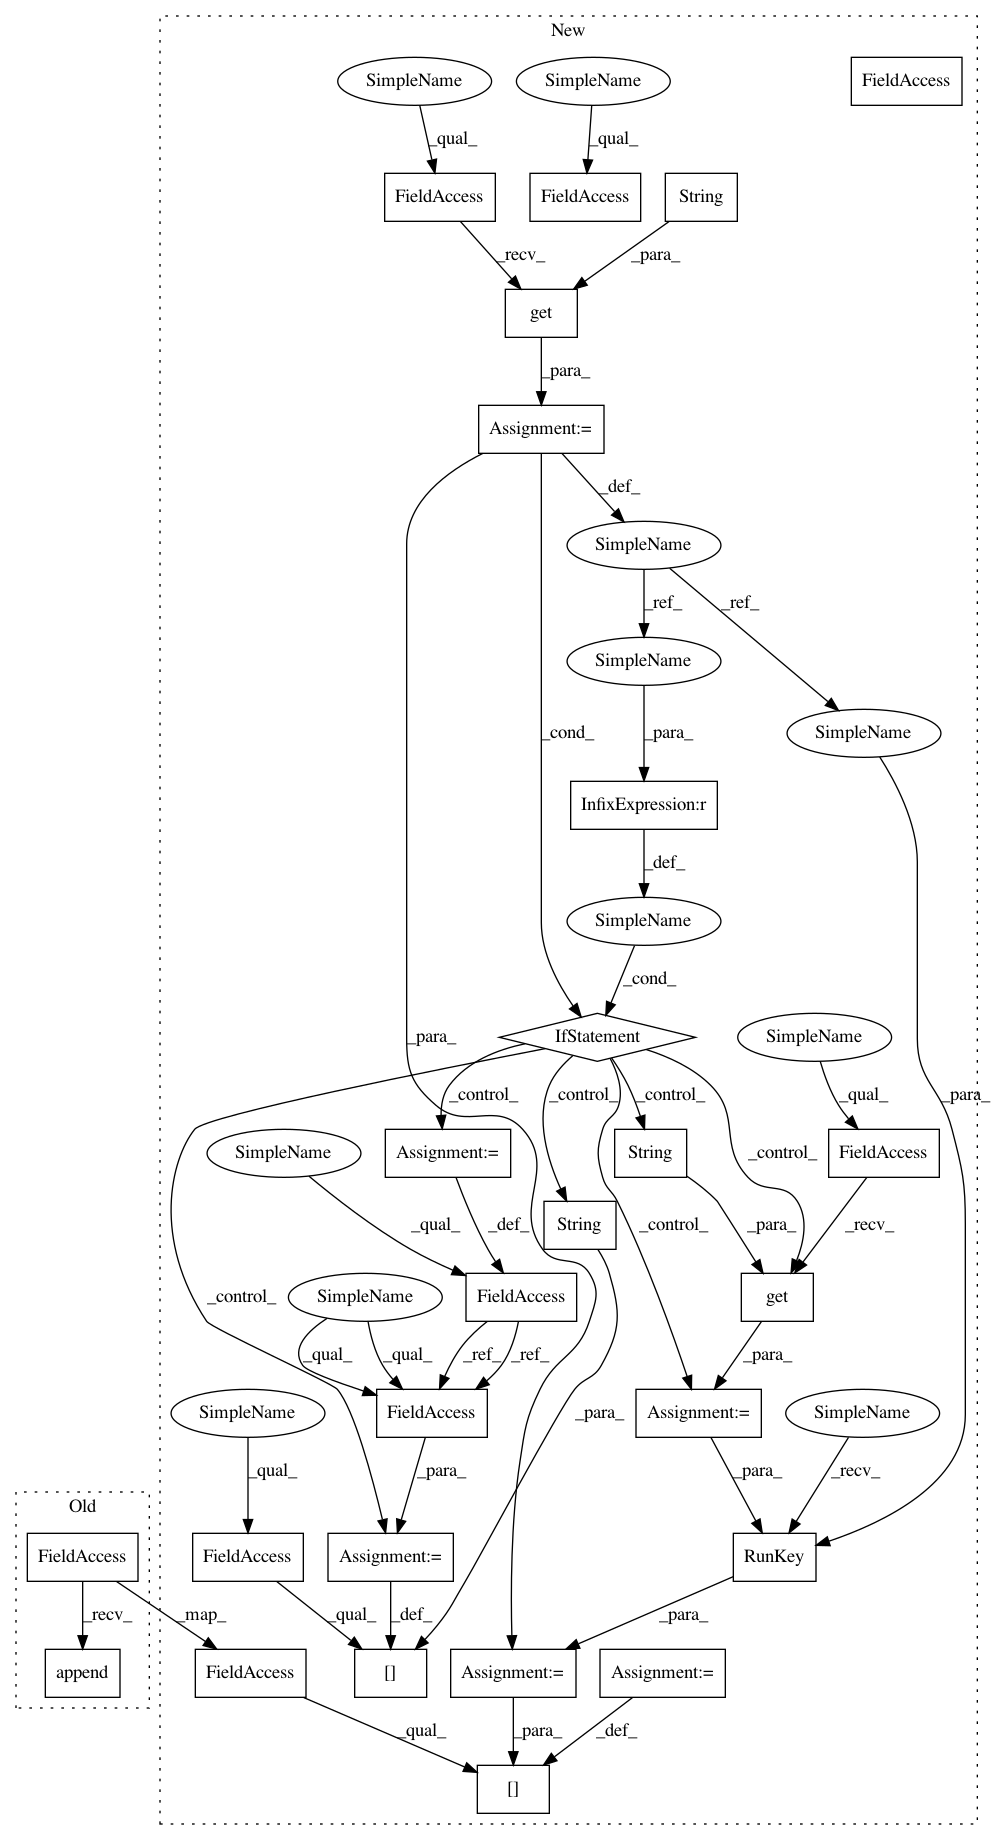 New
SimpleName
SimpleName
FieldAccess
_qual_
_qual_
FieldAccess
FieldAccess
String
_recv_
_para_
get
_para_
Assignment:=
_def_
SimpleName
_ref_
_ref_
SimpleName
SimpleName
_cond_
_para_
InfixExpression:r
_def_
SimpleName
_cond_
_para_
IfStatement
SimpleName
_control_
_control_
_control_
_qual_
_para_
SimpleName
Assignment:=
String
_control_
FieldAccess
_qual_
_def_
String
_control_
_para_
_recv_
_control_
SimpleName
FieldAccess
get
_qual_
_qual_
_ref_
_ref_
_para_
SimpleName
FieldAccess
_para_
Assignment:=
SimpleName
_qual_
_para_
_para_
_recv_
Old
FieldAccess
FieldAccess
Assignment:=
RunKey
_recv_
_map_
_qual_
_def_
_para_
append
FieldAccess
[]
Assignment:=
Assignment:=
_qual_
_para_
_def_
[]